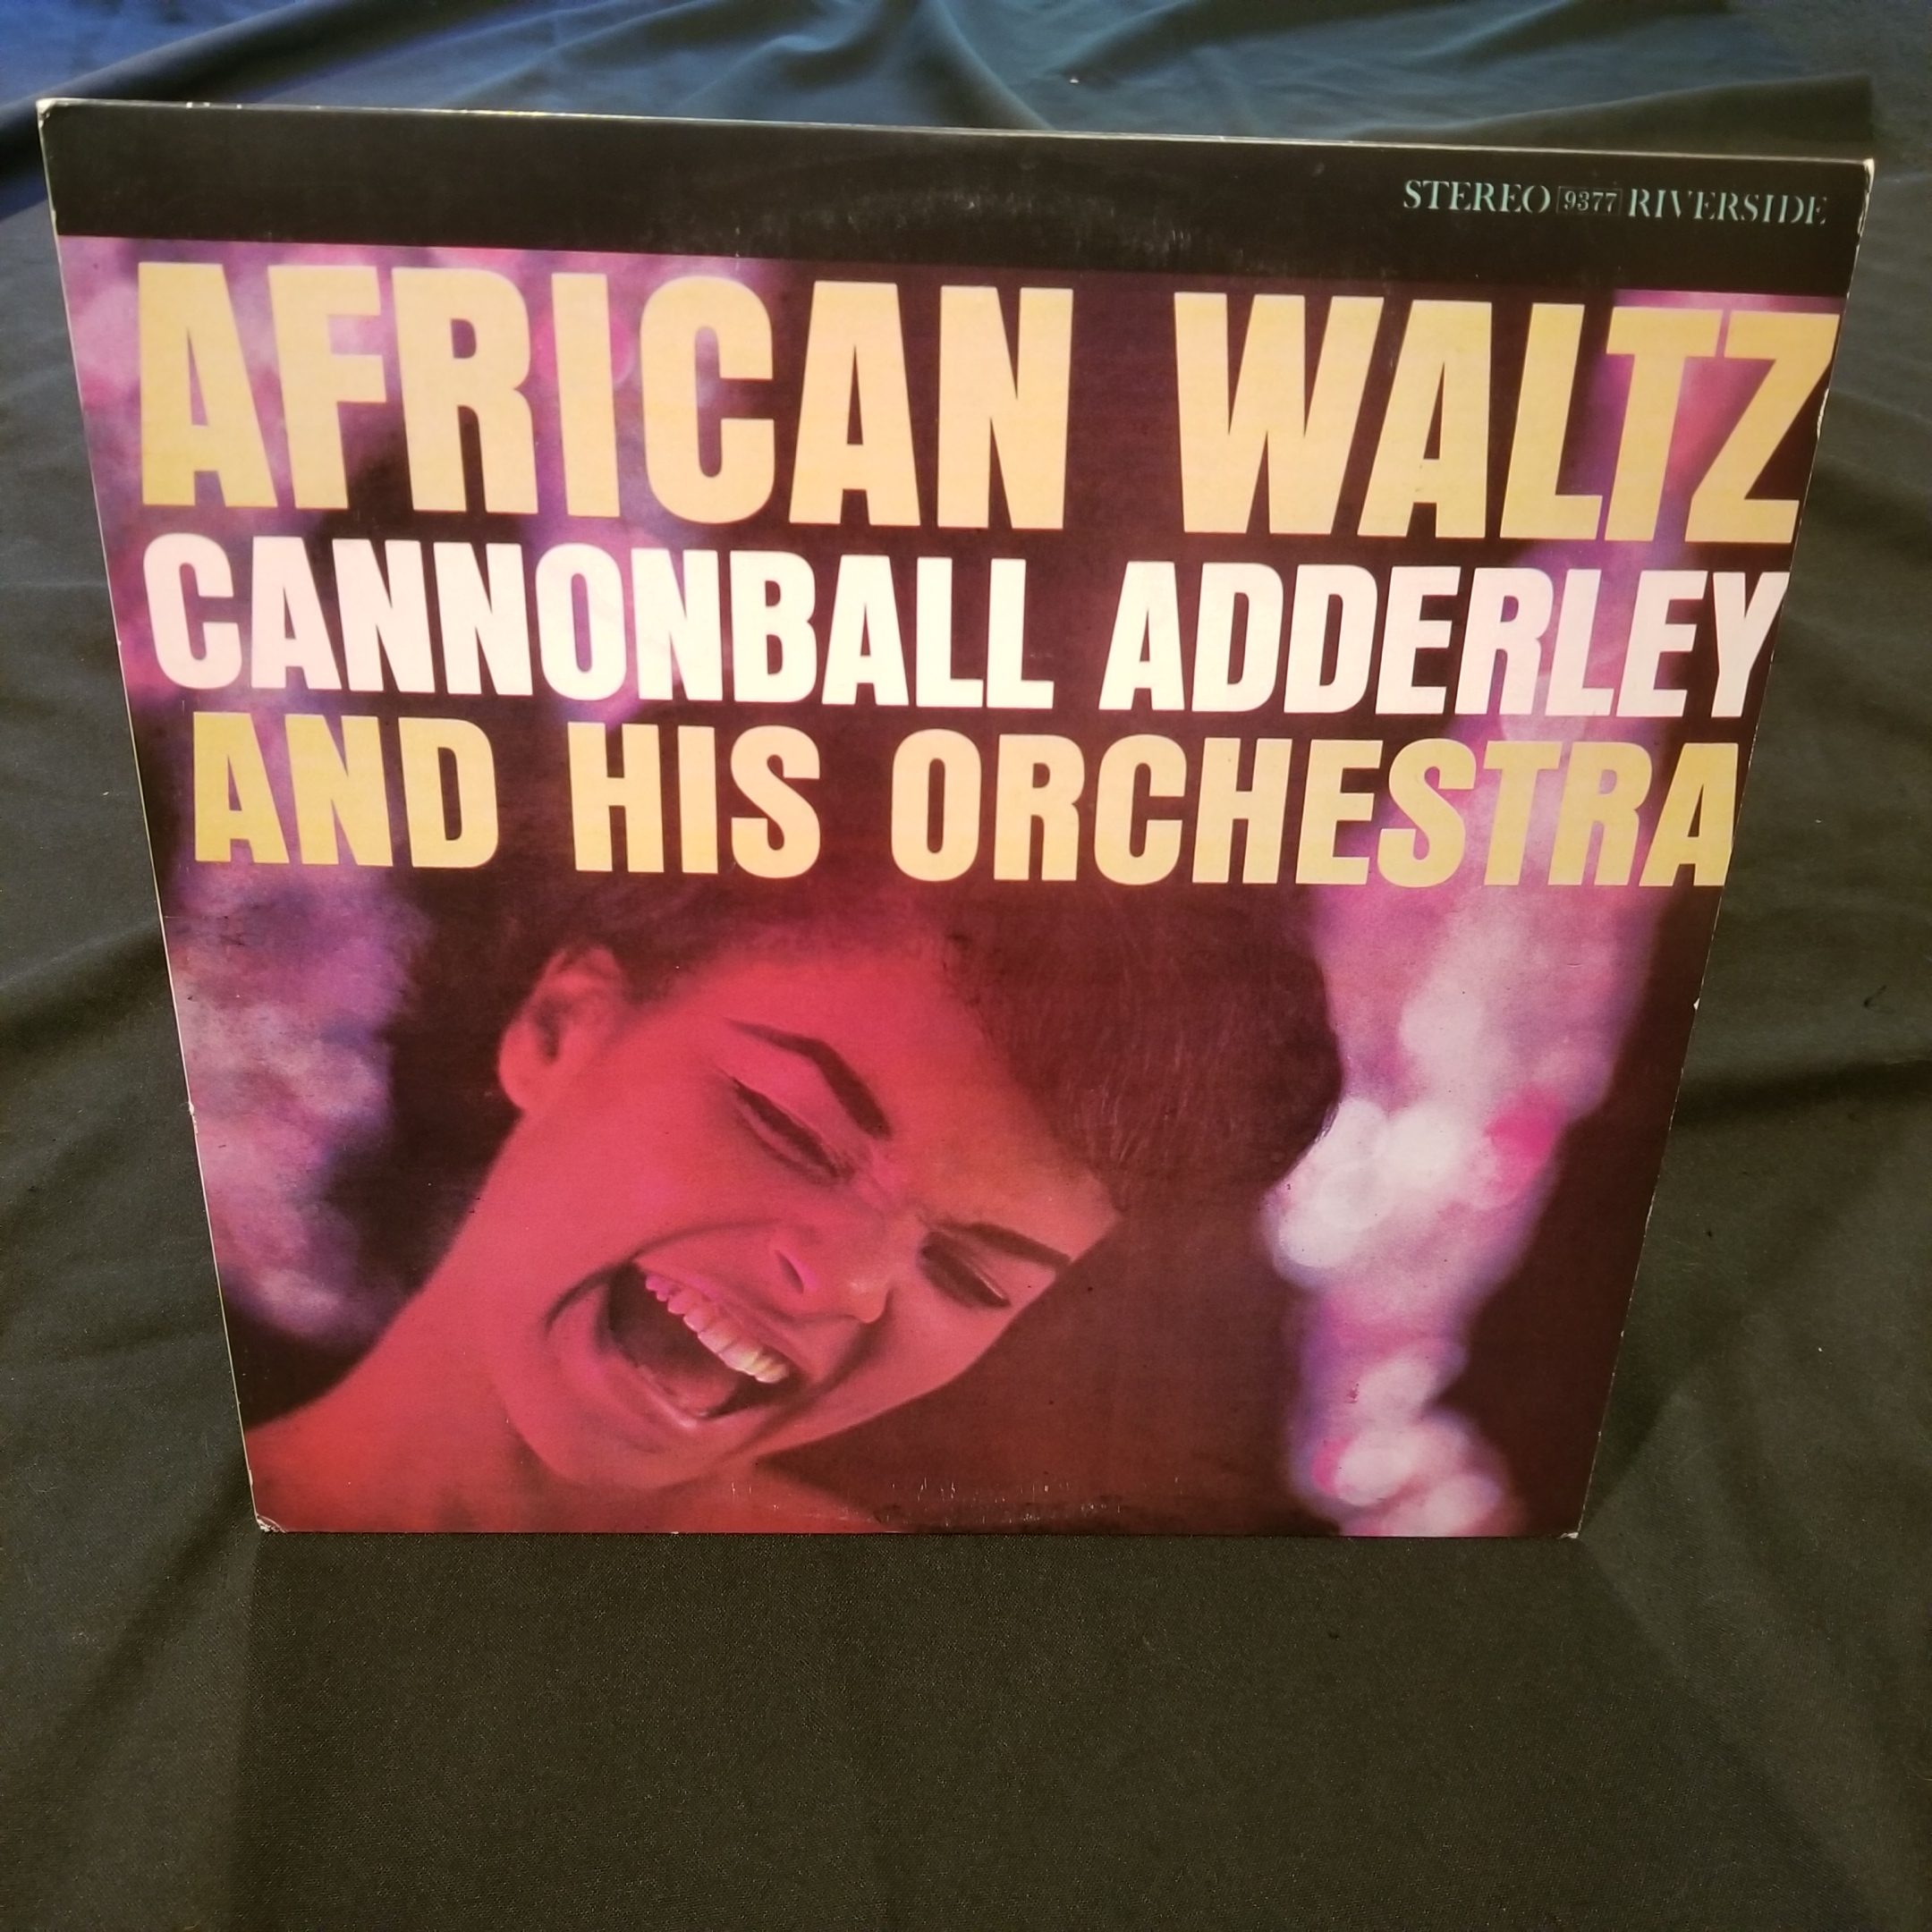 STEREO 9377 RIVERSIDE
AFRICAN WALTZ
CANNONBALL ADDERLEY
AND HIS ORCHESTRA